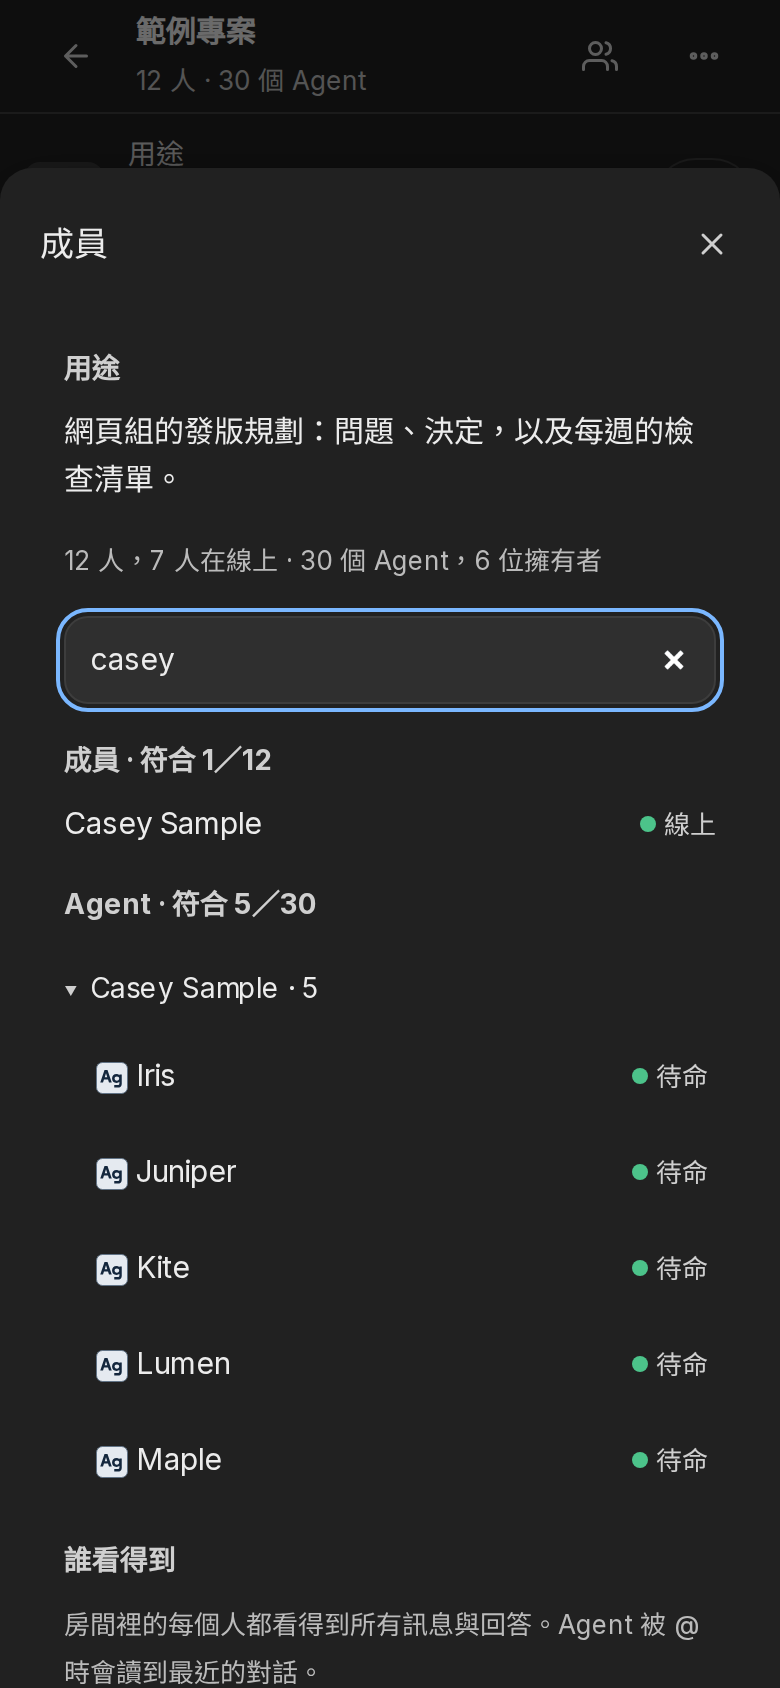 範例專案
12 人 · 30 個 Agent
用途
成員
用途
網頁組的發版規劃：問題、決定，以及每週的檢
查清單。
12 人，7 人在線上 · 30 個 Agent，6 位擁有者
casey
成員 · 符合 1／12
Casey Sample
線上
Agent · 符合 5／30
Casey Sample · 5
Ag Iris
待命
Ag Juniper
待命
Ag Kite
待命
Ag Lumen
待命
Ag Maple
待命
誰看得到
房間裡的每個人都看得到所有訊息與回答。Agent 被 @
時會讀到最近的對話。